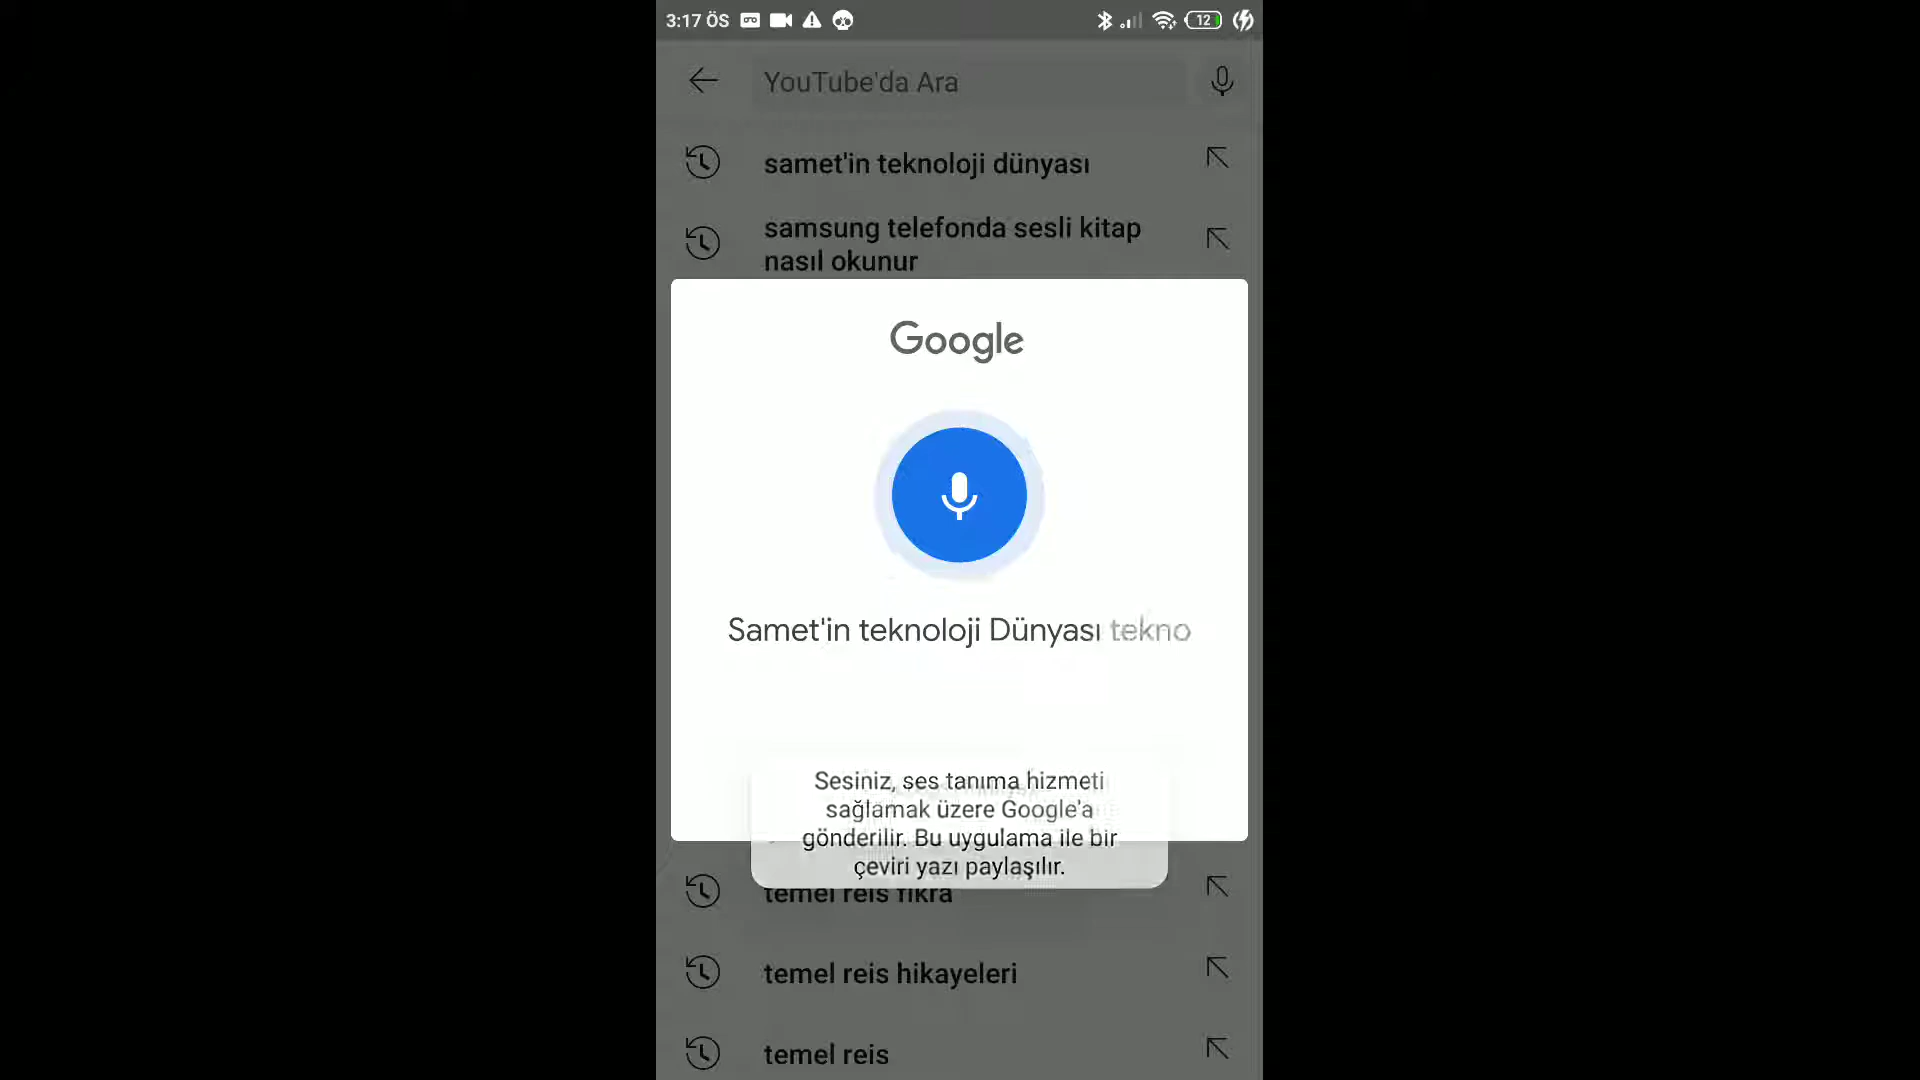 3:17 ÖS
12
YouTube'da Ara
samet'in teknoloji dünyası
samsung telefonda sesli kitap
nasıl okunur
Google
Samet'in teknoloji Dünyası tekno
Sesiniz, ses tanıma hizmeti
sağlamak üzere Google'a
gönderilir. Bu uygulama ile bir
çeviri yazı paylaşılır.
temel reis fikra
temel reis hikayeleri
temel reis